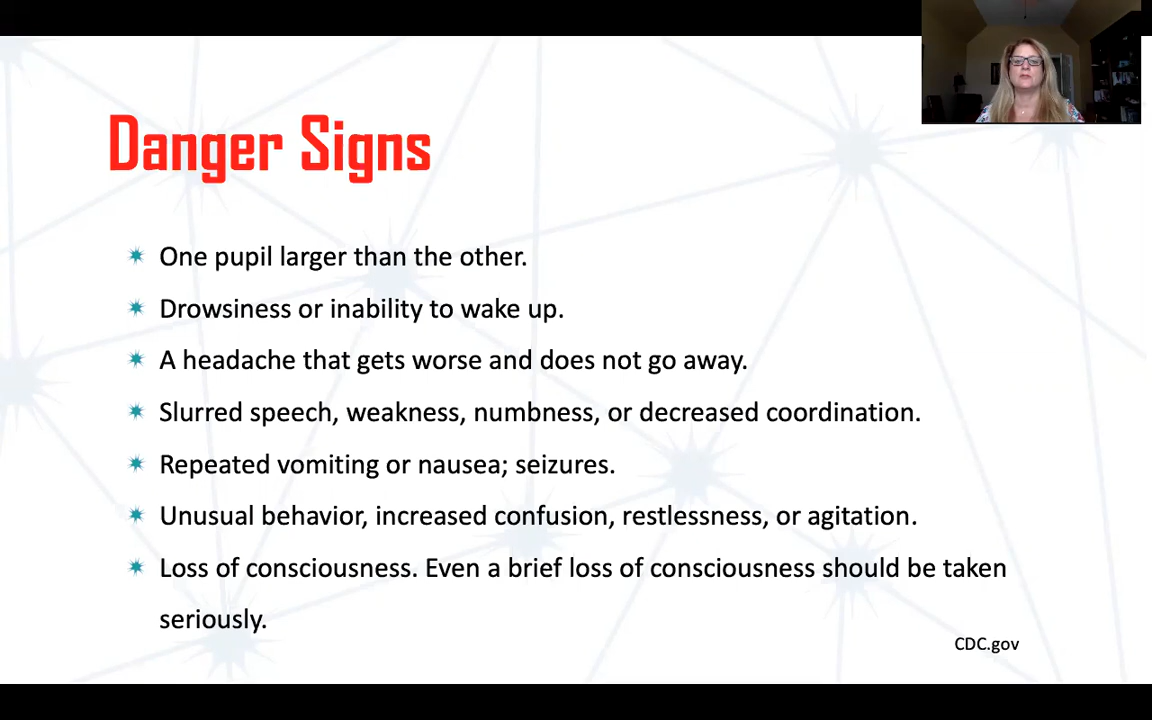 Danger Signs
One pupil larger than the other.
Drowsiness or inability to wake up.
A headache that gets worse and does not go away.
Slurred speech, weakness, numbness, or decreased coordination.
Repeated vomiting or nausea; seizures.
Unusual behavior, increased confusion, restlessness, or agitation.
Loss of consciousness. Even a brief loss of consciousness should be taken
seriously.
CDC.gov